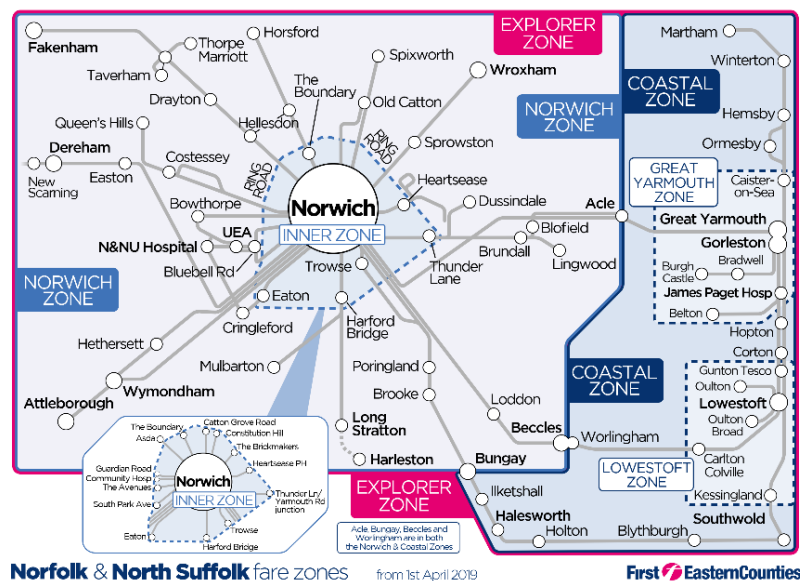 EXPLORER
ZONE
Fakenham
Thorpe
Marriott
Taverham
Horsford
Spixworth
Wroxham
The
Boundary
Old Catton
Drayton
Hellesdon
Queen's Hills
RING
ROAD
RING
ROAD
Sprowston
NORWICH
ZONE
COASTAL
ZONE
Martham
Winterton
Hemsby
Ormesby
Dereham
New
Scarning
Easton
Costessey
Bowthorpe
Norwich
INNER ZONE
Heartsease
Dussindale
Acle
GREAT
YARMOUTH
ZONE
Caister-
on-Sea
Great Yarmouth
Gorleston
UEA
N&NU Hospital
Bluebell Rd
Trowse
Thunder
Lane
Blofield
Brundall
Lingwood
Burgh
Castle
Bradwell
James Paget Hosp
Belton
NORWICH
ZONE
Eaton
Cringleford
Harford
Bridge
Hopton
Corton
Hethersett
Mulbarton
Poringland
Brooke
COASTAL
ZONE
Gunton Tesco
Oulton
Lowestoft
Oulton
Broad
Wymondham
Attleborough
Loddon
Long
Stratton
Harleston
Beccles
Worlingham
Carlton
Colville
Bungay
LOWESTOFT
ZONE
Kessingland
Catton Grove Road
The Boundary
Constitution Hill
Asda
The Brickmakers
Guardian Road
Community Hosp
The Avenues
Heartsease PH
Norwich
INNER ZONE
Thunder Ln/
Yarmouth Rd
junction
South Park Ave
Eaton
Trowse
Harford Bridge
EXPLORER
ZONE
Ilketshall
Halesworth
Holton
Blythburgh
Southwold
Acle, Bungay, Beccles and
Worlingham are in both
the Norwich & Coastal Zones
Norfolk & North Suffolk fare zones from 1st April 2019
First Eastern Counties